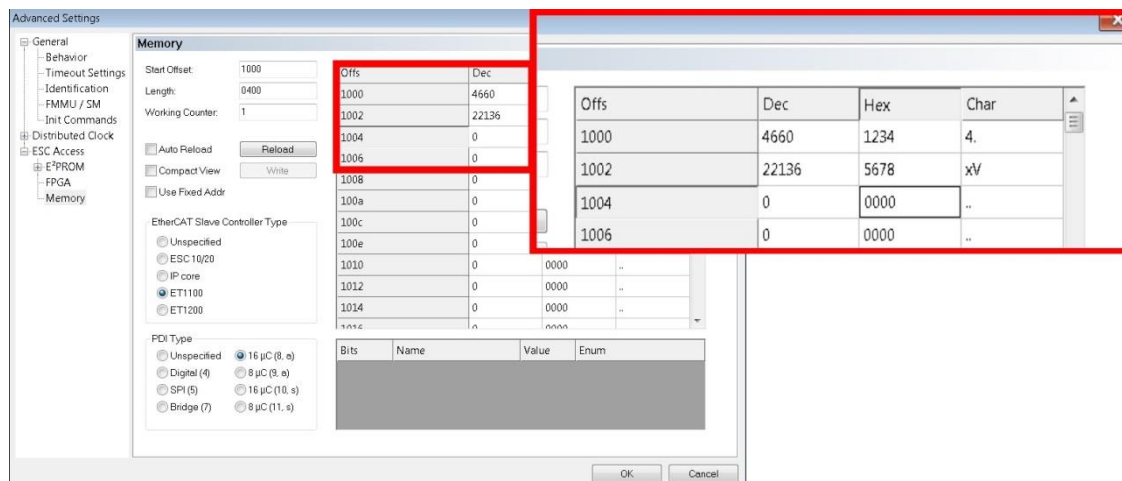 Advanced Settings
General
Behavior
Timeout Settings
Identification
FMMU / SM
Init Commands
Distributed Clock
ESC Access
E²PROM
FPGA
Memory
Memory
Start Offset: 1000
Length: 0400
Working Counter: 1
Auto Reload Reload
Compact View Write
Use Fixed Addr
EtherCAT Slave Controller Type
Unspecified
ESC 10/20
IP core
ET1100
ET1200
PDI Type
Unspecified 16 µC (8, a)
Digital (4) 8 µC (9, a)
SPI (5) 16 µC (10, s)
Bridge (7) 8 µC (11, s)
Offs Dec
1000 4660
1002 22136
1004 0
1006 0
1008 0
100a 0
100c 0
100e 0
1010 0 0000 ..
1012 0 0000 ..
1014 0 0000 ..
1016 0 0000
Bits Name Value Enum
OK Cancel
Offs Dec Hex Char
1000 4660 1234 4.
1002 22136 5678 xV
1004 0 0000 ..
1006 0 0000 ..